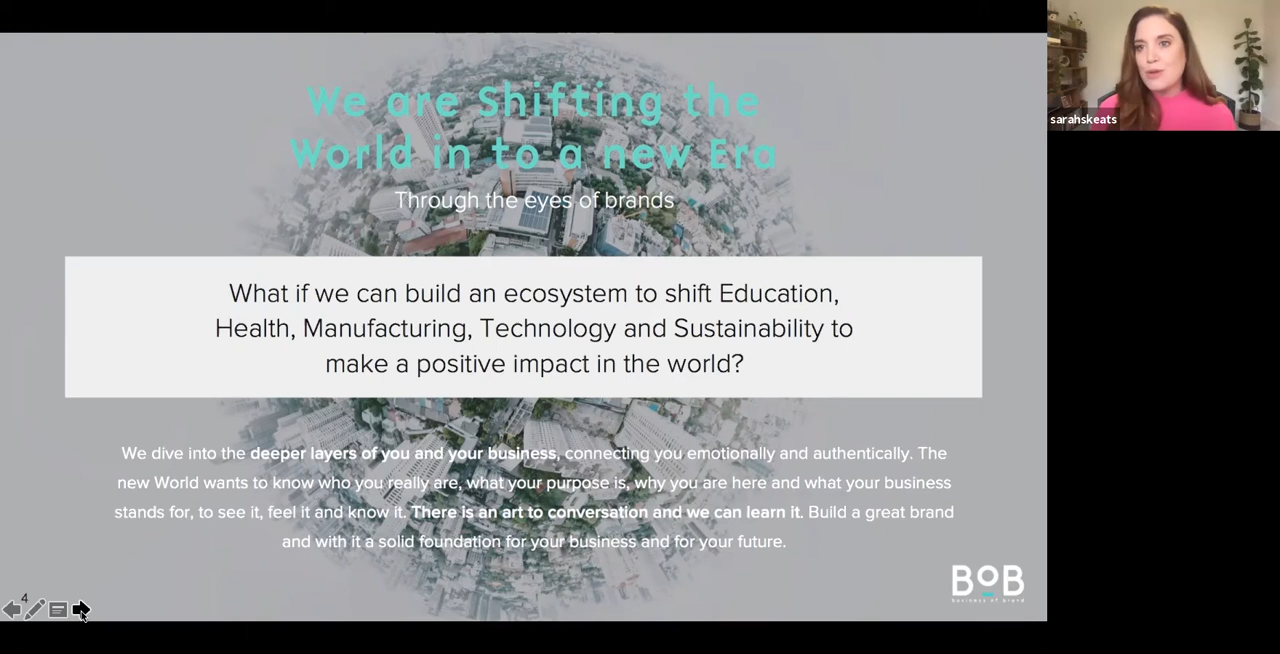 We are Shifting the
World in to a new Era
Through the eyes of brands
What if we can build an ecosystem to shift Education,
Health, Manufacturing, Technology and Sustainability to
make a positive impact in the world?
We dive into the deeper layers of you and your business, connecting you emotionally and authentically. The
new World wants to know who you really are, what your purpose is, why you are here and what your business
stands for, to see it, feel it and know it. There is an art to conversation and we can learn it. Build a great brand
and with it a solid foundation for your business and for your future.
BoB
business of brand
4
sarahskeats